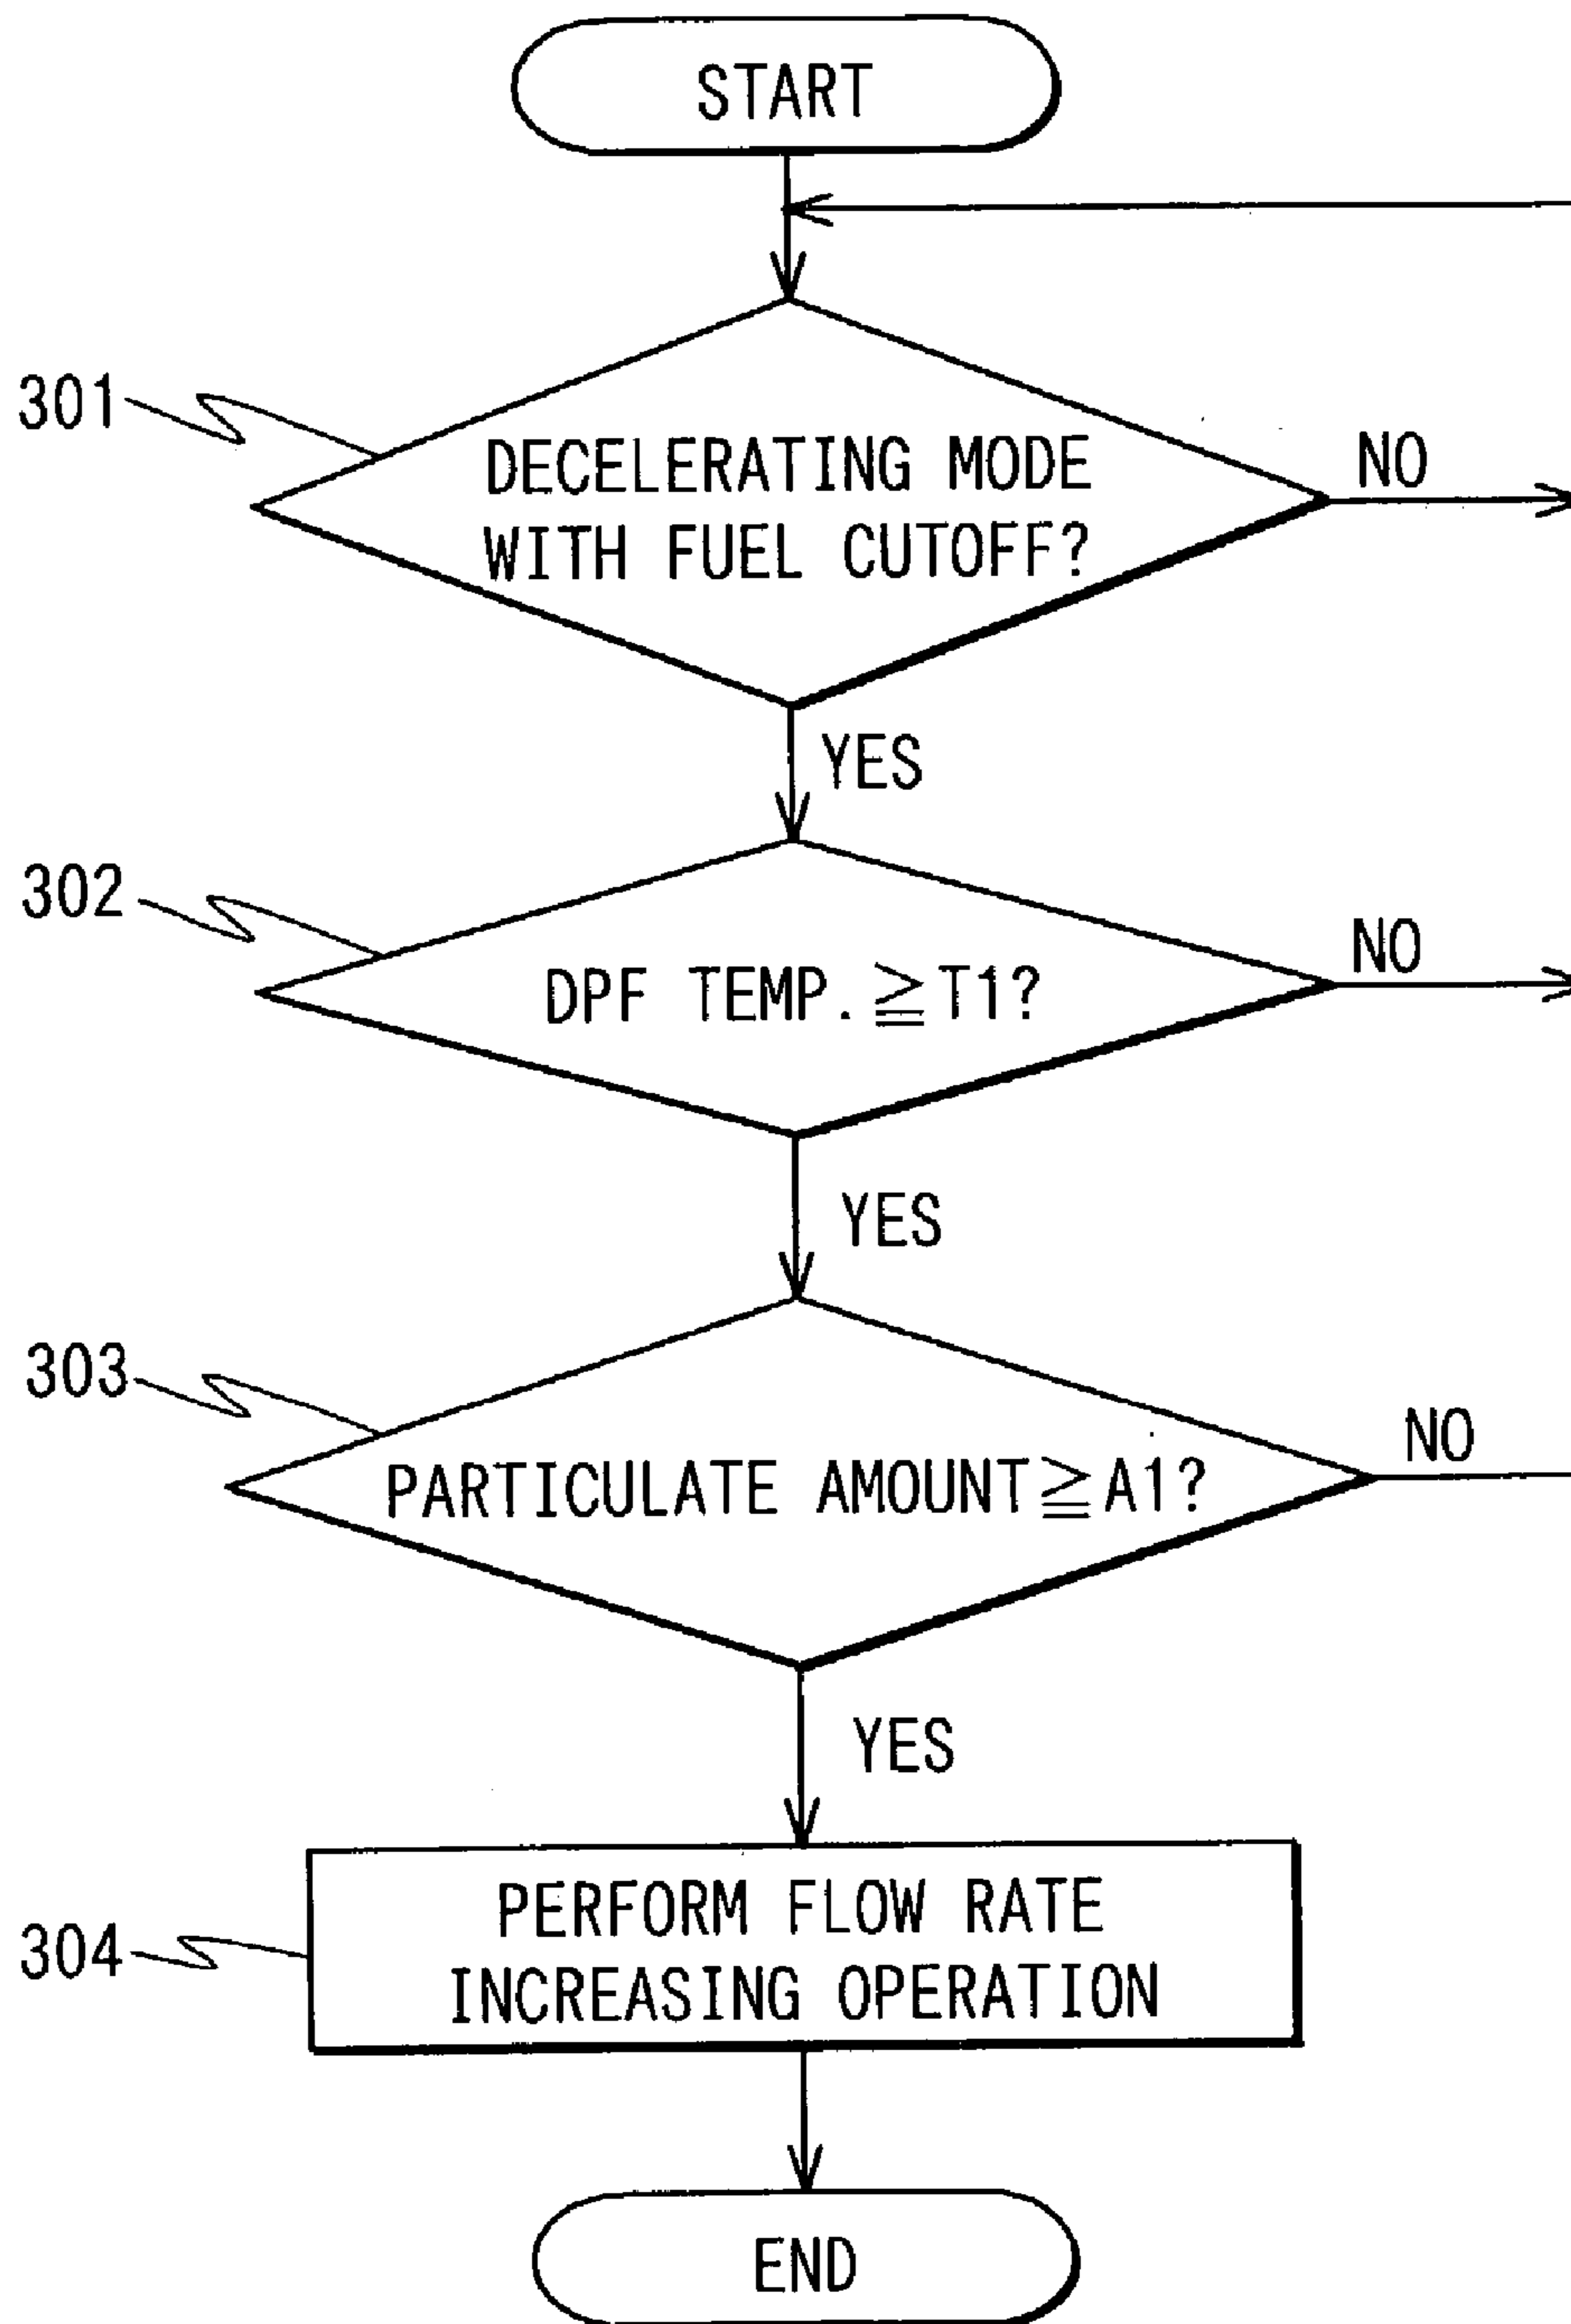 START
301
DECELERATING MODE
WITH FUEL CUTOFF?
NO
YES
302
DPF TEMP.≧T1?
NO
YES
303
PARTICULATE AMOUNT≧A1?
NO
YES
304
PERFORM FLOW RATE
INCREASING OPERATION
END